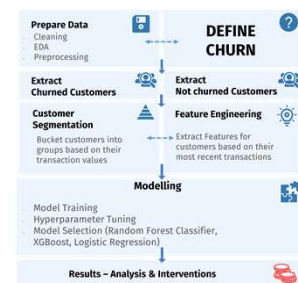 Prepare Data
Cleaning
EDA
Preprocessing
DEFINE
CHURN
Extract
Churned Customers
Extract
Not churned Customers
Customer
Segmentation
Bucket customers into
groups based on their
transaction values
Feature Engineering
Extract Features for
customers based on their
most recent transactions
Modelling
Model Training
Hyperparameter Tuning
Model Selection (Random Forest Classifier,
XGBoost, Logistic Regression)
Results – Analysis & Interventions